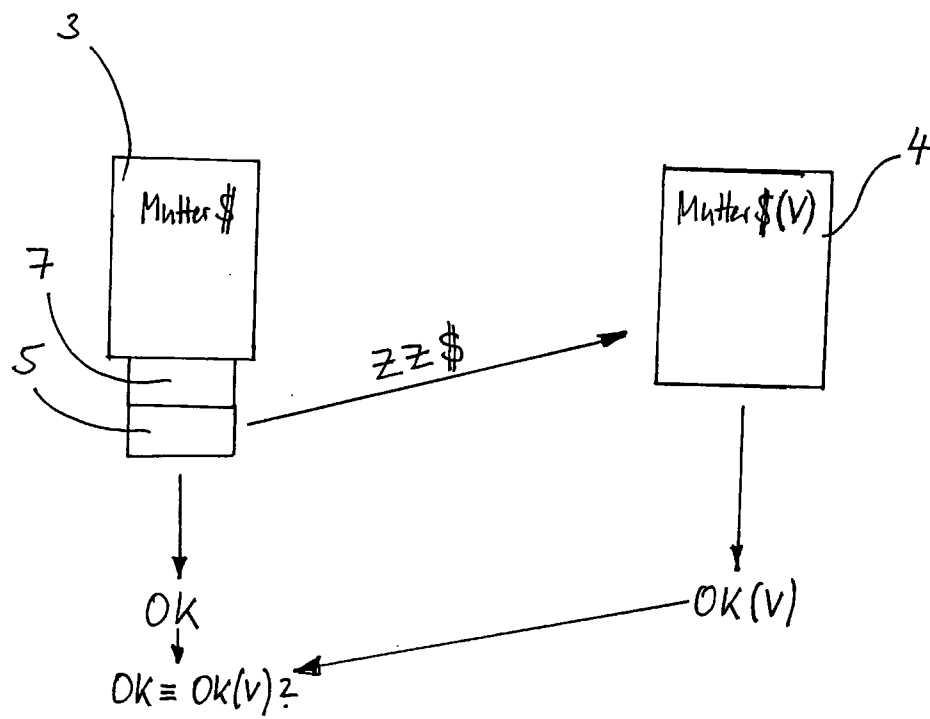 3
4
Mutter $
Mutter $(V)
7
5
ZZ$
OK
OK(V)
OK ≡ OK(V)?